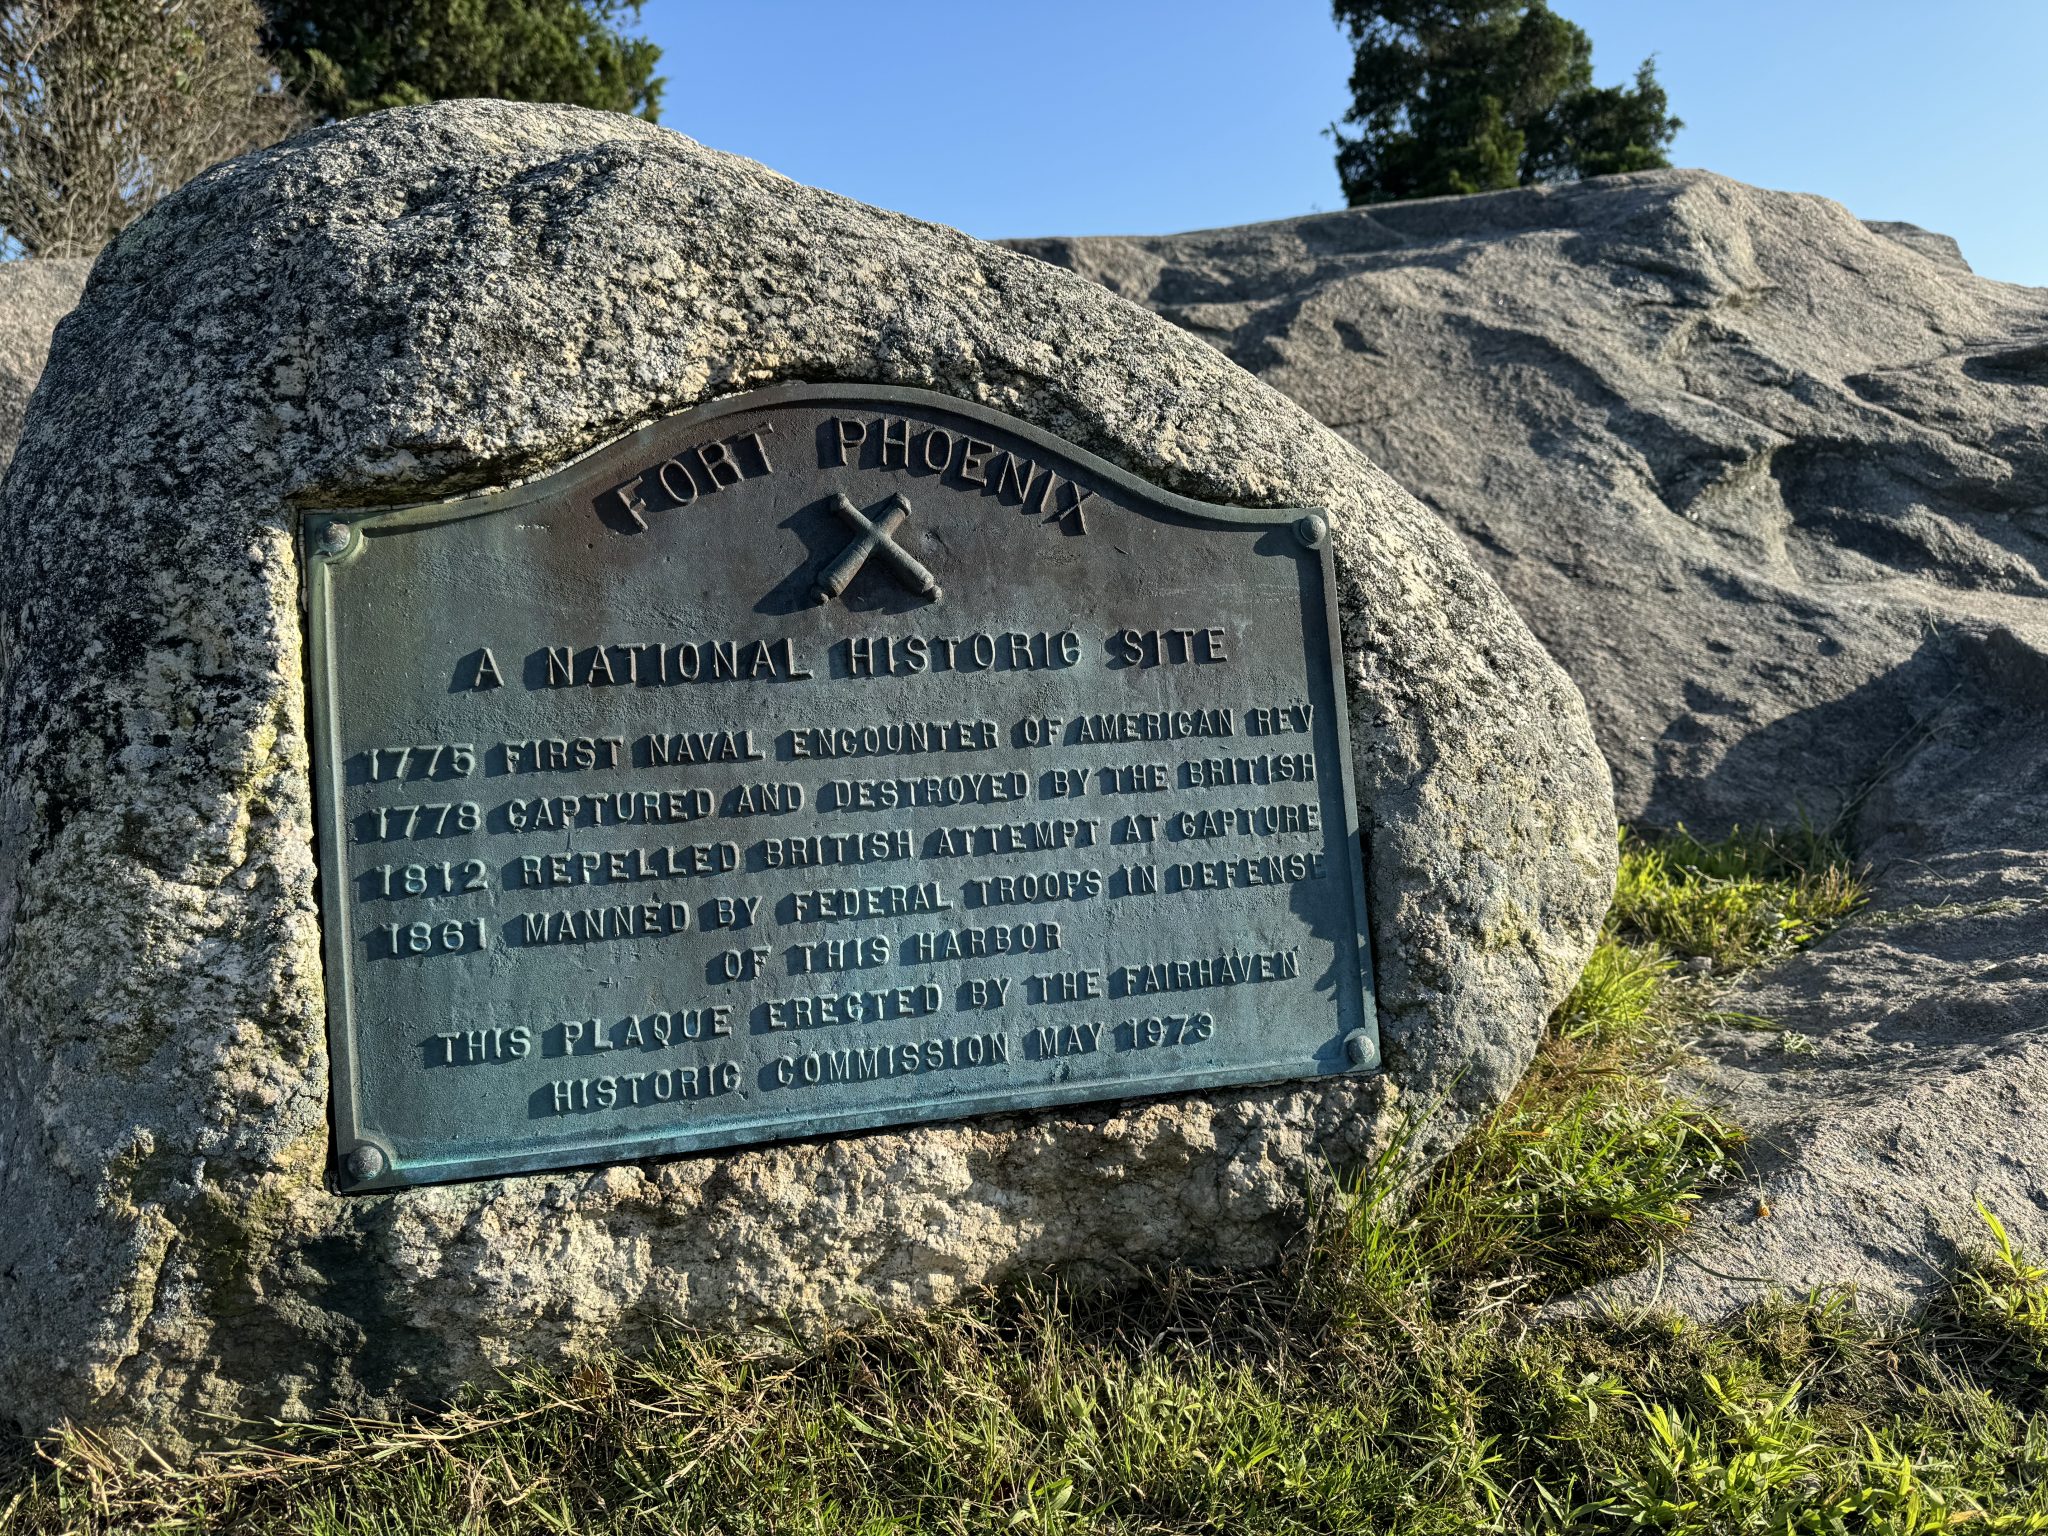 FORT PHOENIX
A NATIONAL HISTORIC SITE
1775 FIRST NAVAL ENCOUNTER OF AMERICAN REV
1778 CAPTURED AND DESTROYED BY THE BRITISH
1812 REPELLED BRITISH ATTEMPT AT CAPTURE
1861 MANNED BY FEDERAL TROOPS IN DEFENSE
OF THIS HARBOR
THIS PLAQUE ERECTED BY THE FAIRHAVEN
HISTORIC COMMISSION MAY 1973